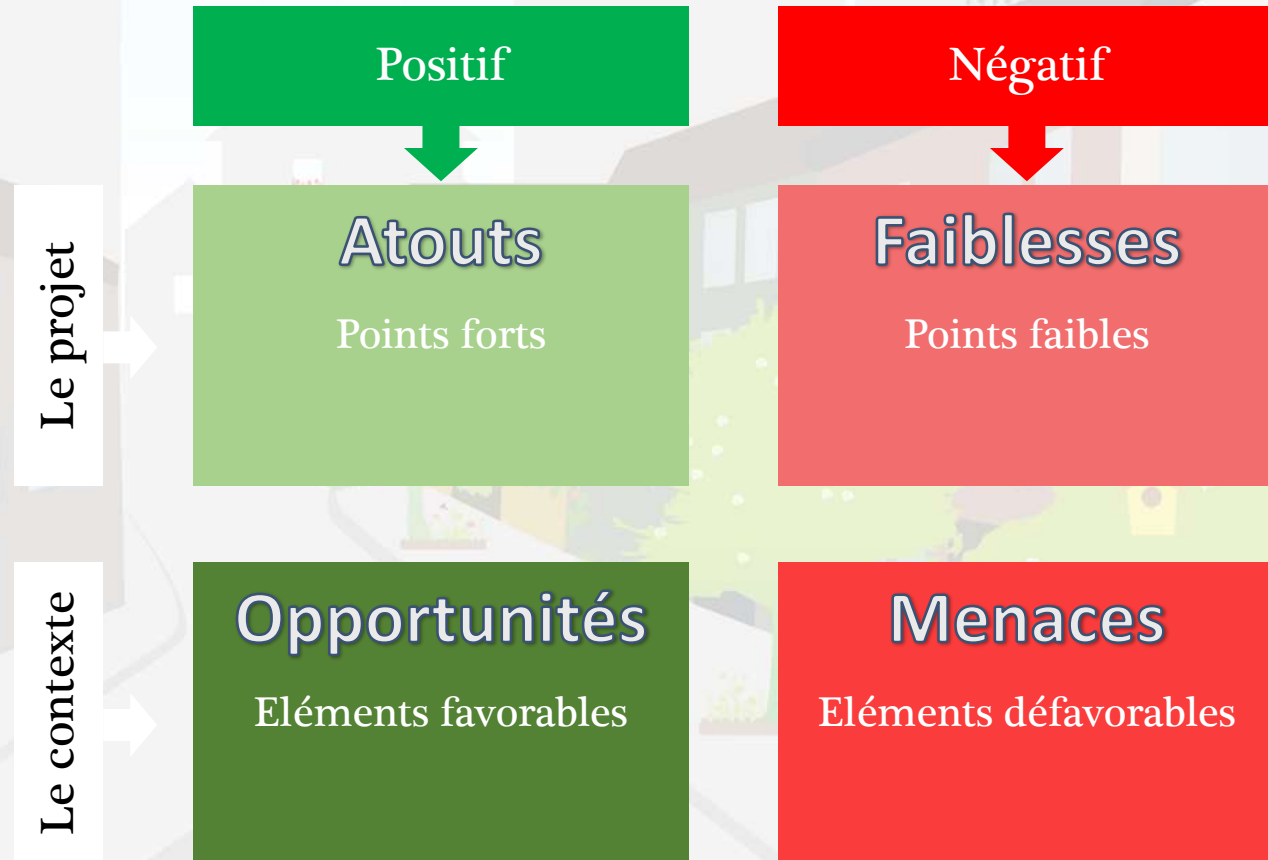 Positif
Négatif
Le projet
Atouts
Points forts
Faiblesses
Points faibles
Le contexte
Opportunités
Eléments favorables
Menaces
Eléments défavorables